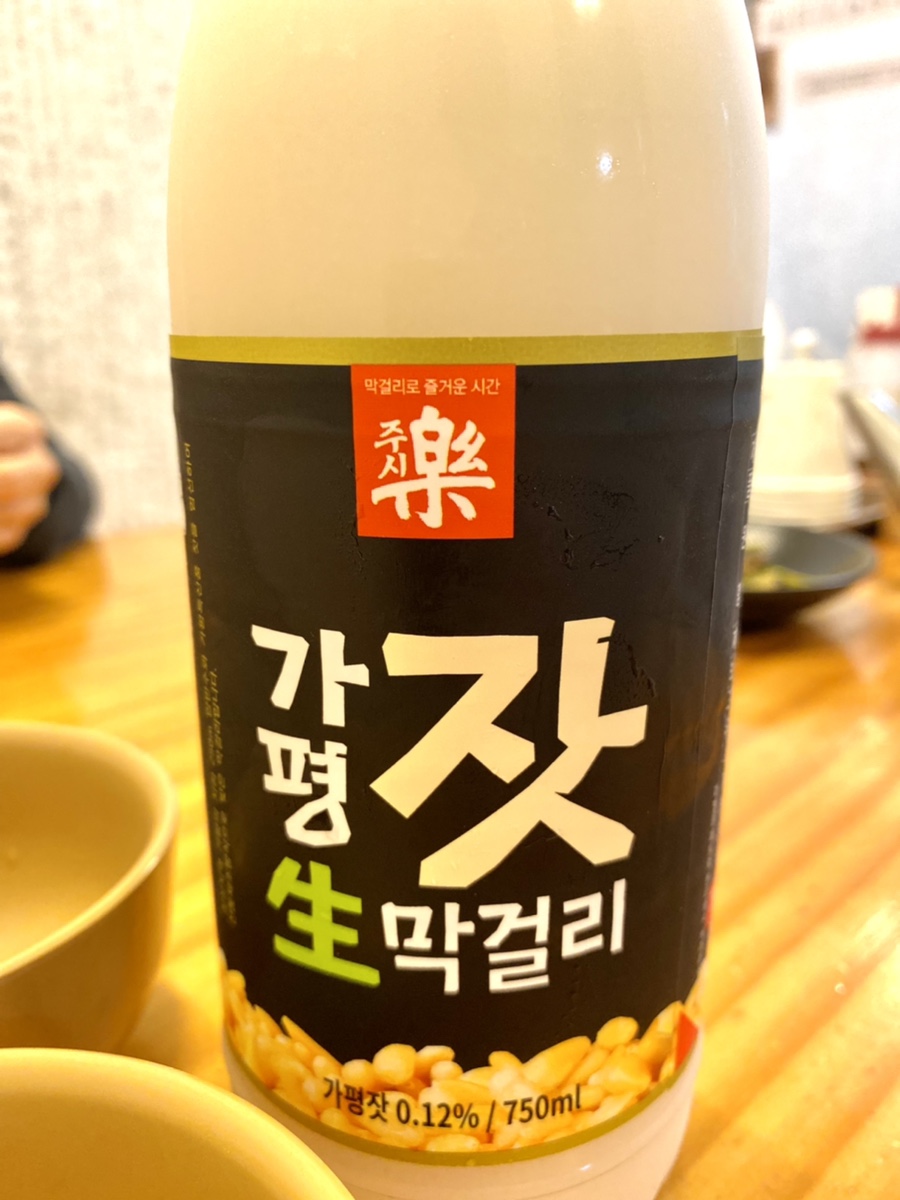 막걸리로 즐거운 시간
주시樂
가평 잣
生막걸리
가평잣 0.12% / 750ml